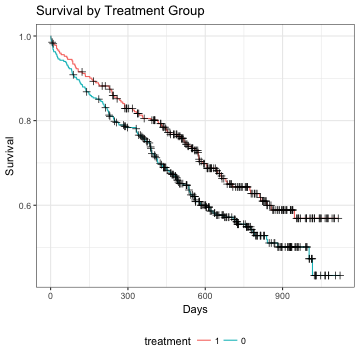 Survival by Treatment Group
1.0
0.8
0.6
Survival
0 300 600 900
Days
treatment 1 0